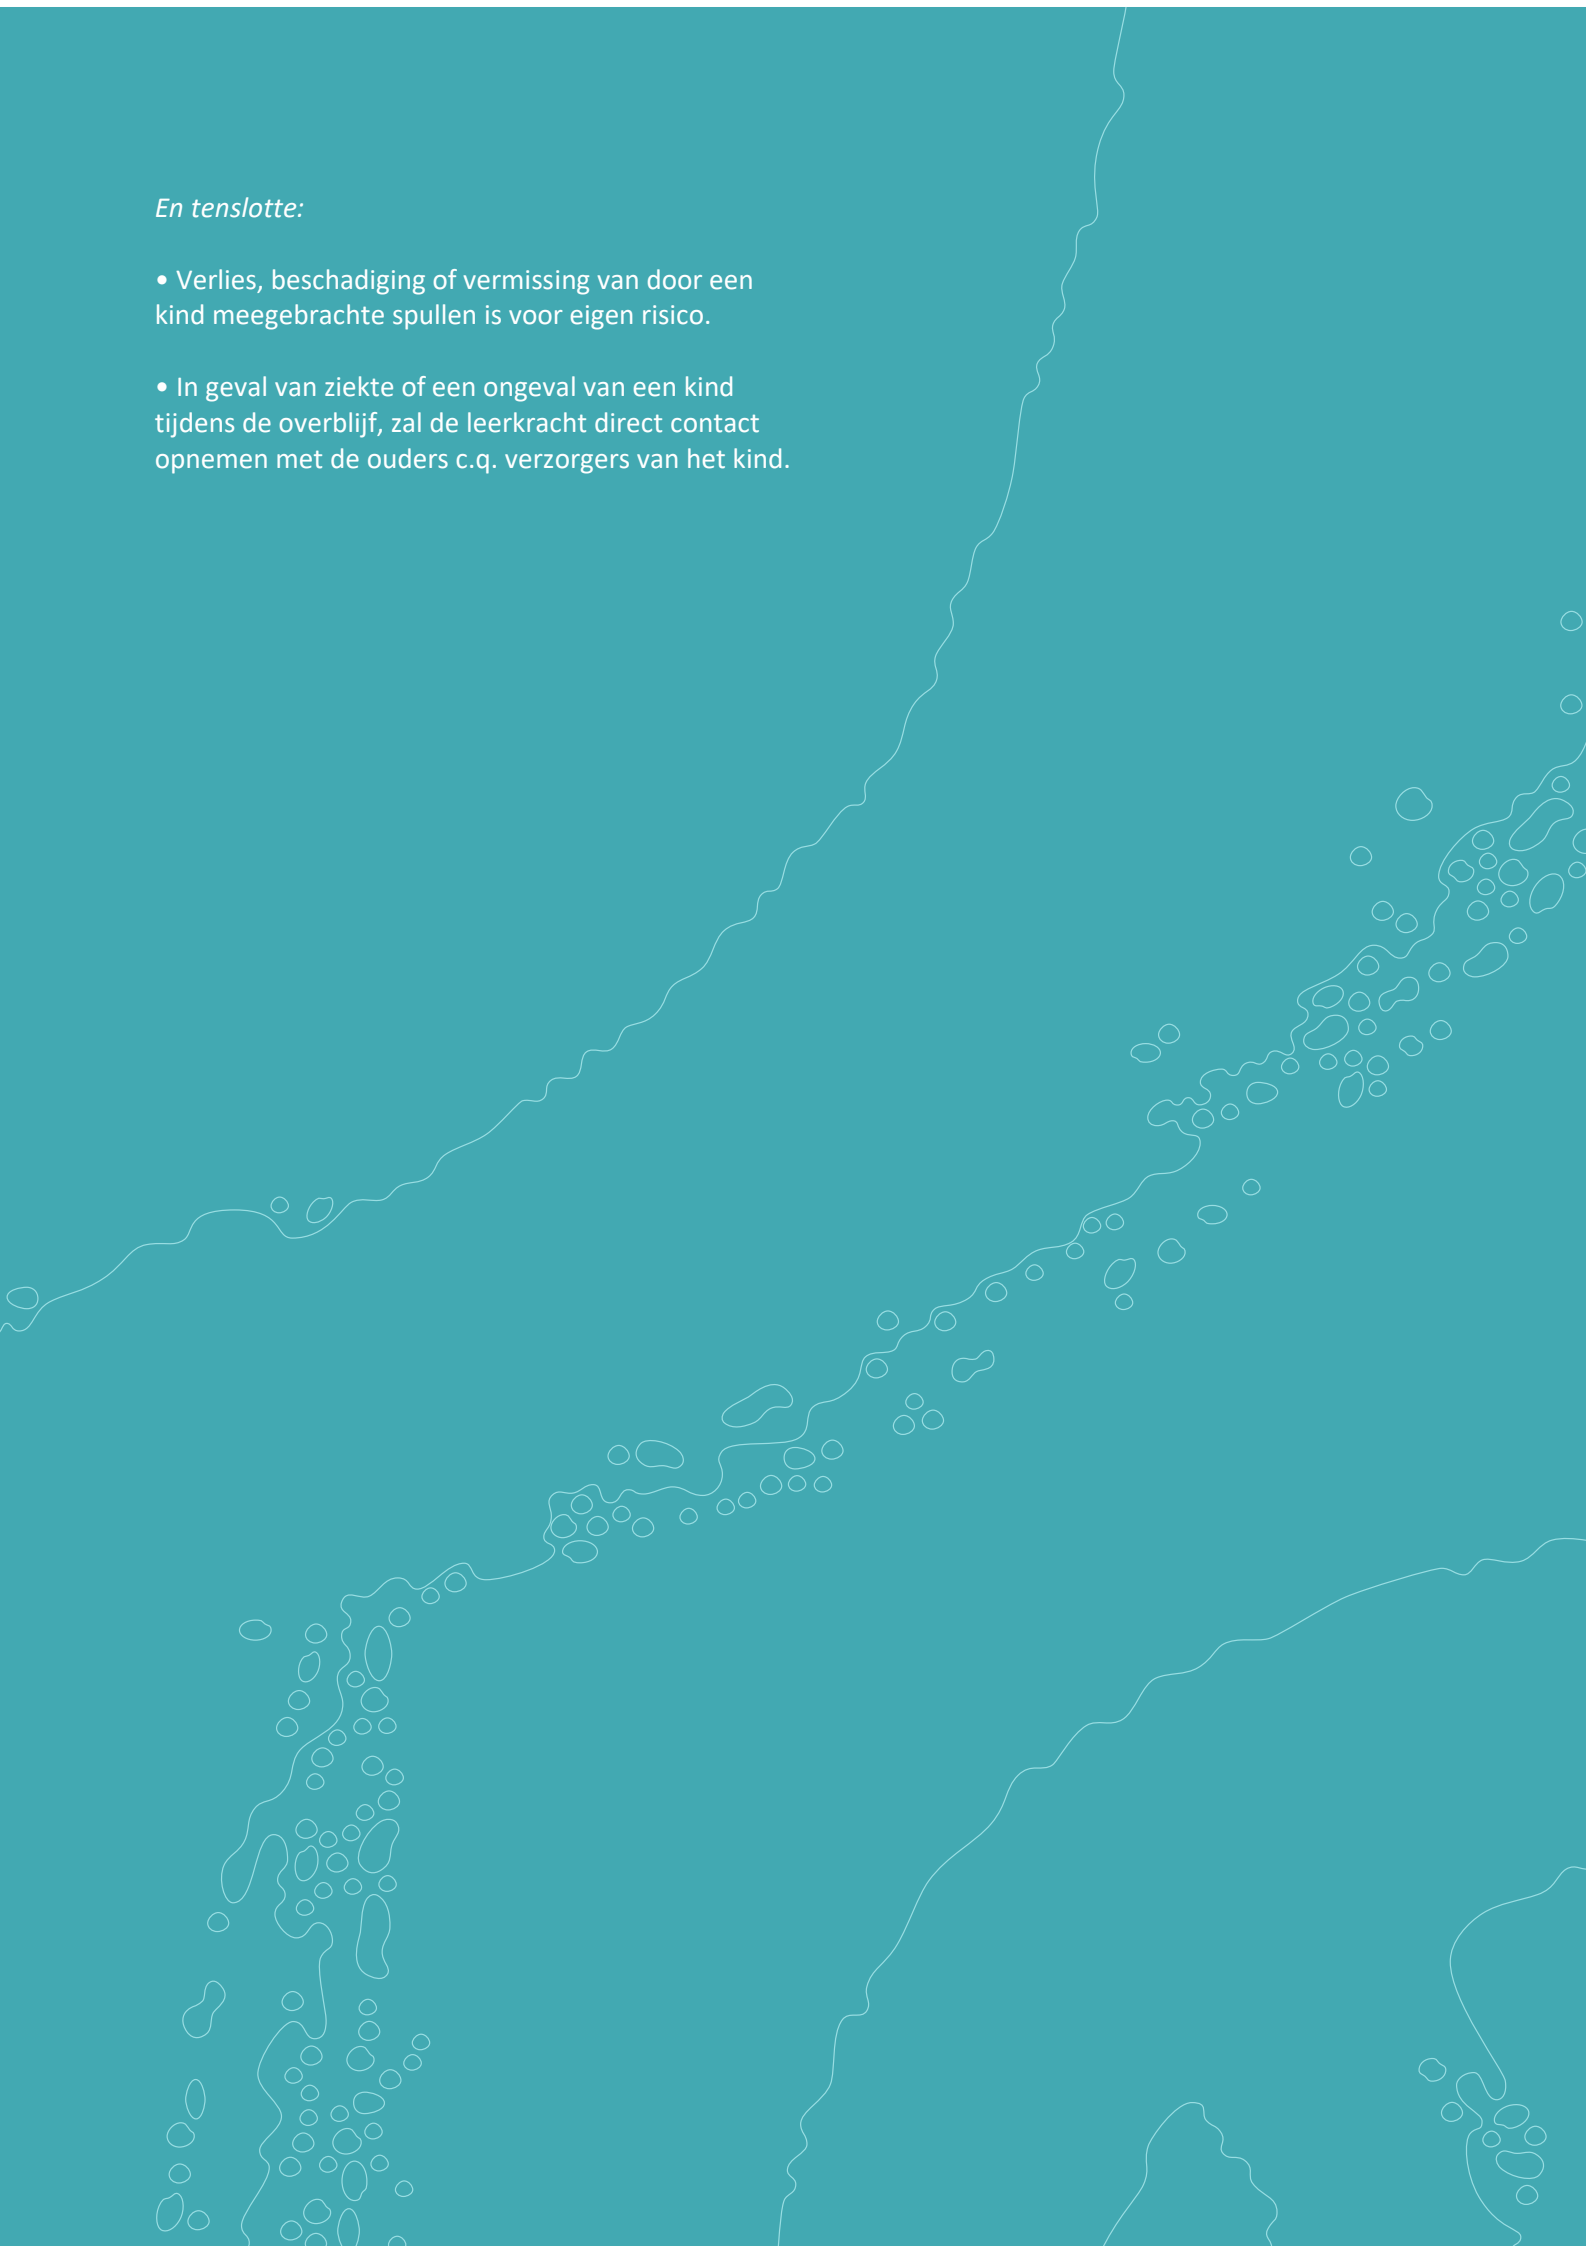 En tenslotte:
• Verlies, beschadiging of vermissing van door een
kind meegebrachte spullen is voor eigen risico.
• In geval van ziekte of een ongeval van een kind
tijdens de overblijf, zal de leerkracht direct contact
opnemen met de ouders c.q. verzorgers van het kind.